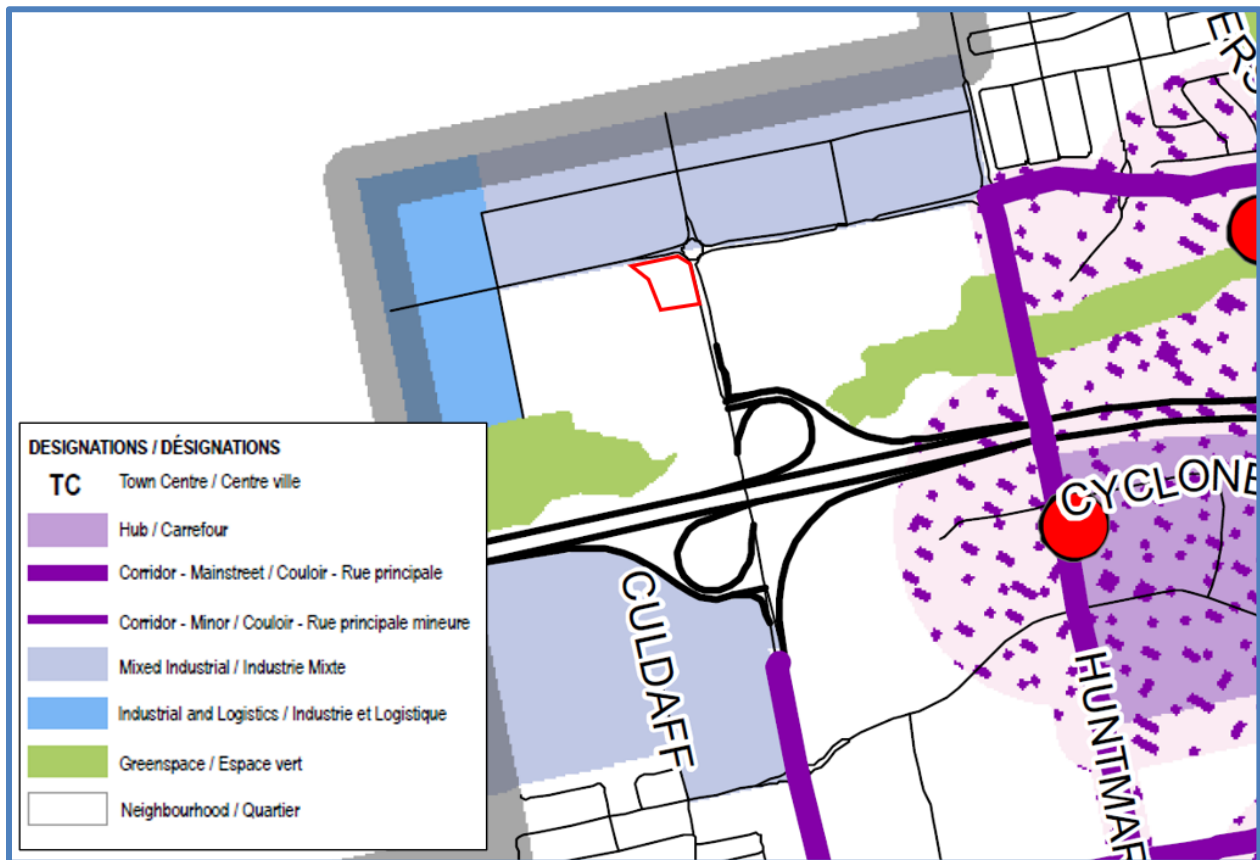 ERS
CYCLONE
CULDAFF
HUNTMAR
DESIGNATIONS / DÉSIGNATIONS
TC Town Centre / Centre ville
Hub / Carrefour
Corridor - Mainstreet / Couloir - Rue principale
Corridor - Minor / Couloir - Rue principale mineure
Mixed Industrial / Industrie Mixte
Industrial and Logistics / Industrie et Logistique
Greenspace / Espace vert
Neighbourhood / Quartier